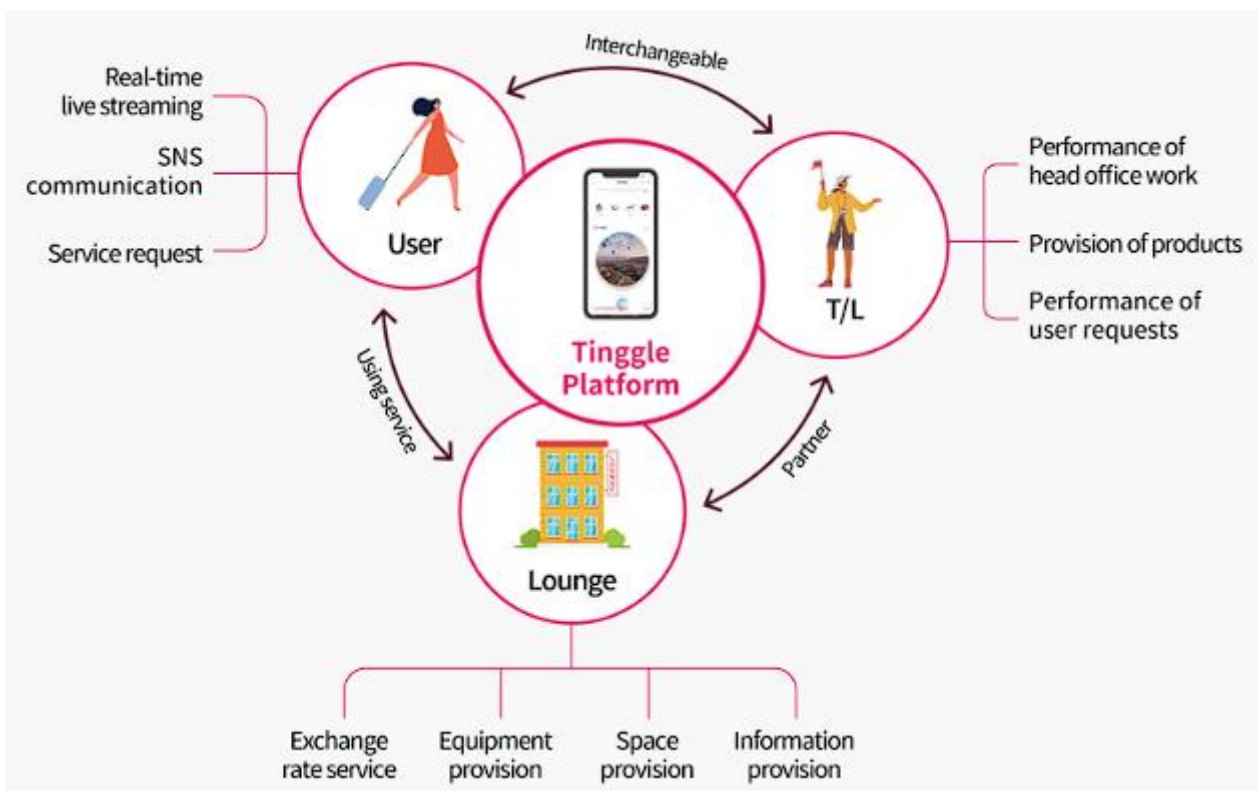 Interchangeable
Real-time
live streaming
SNS
communication
Service request
User
Performance of
head office work
Provision of products
Performance of
user requests
T/L
Tinggle
Platform
Using service
Partner
Lounge
Exchange
rate service
Equipment
provision
Space
provision
Information
provision